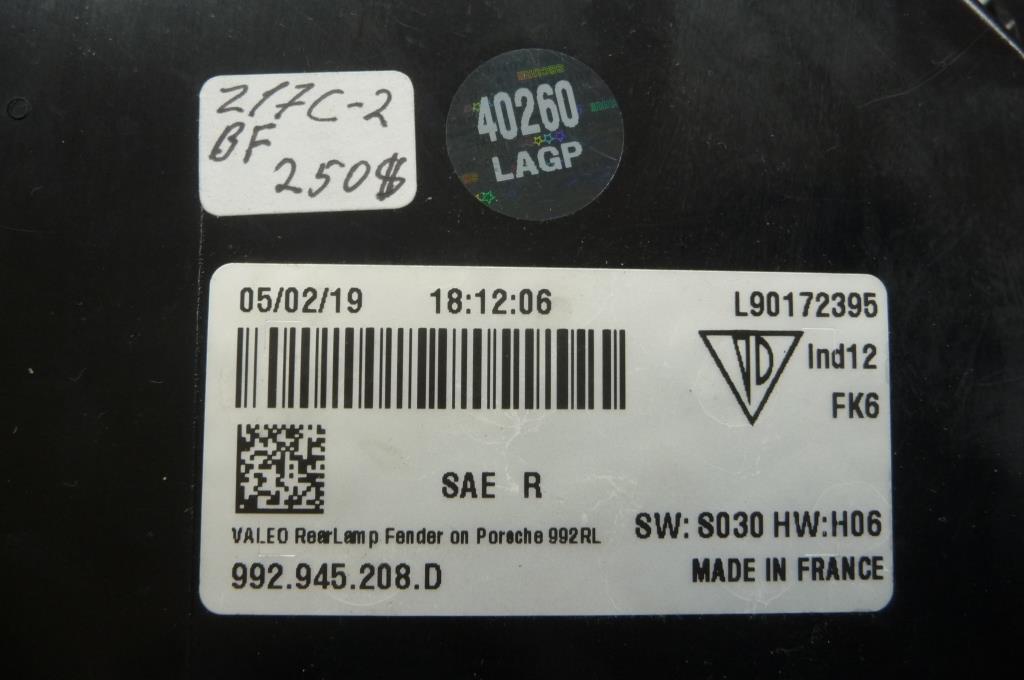 217C-2
BF
250$
40260
LAGP
05/02/19 18:12:06 L90172395
Ind12
FK6
SAE R
VALEO RearLamp Fender on Porsche 992RL
SW: S030 HW:H06
992.945.208.D
MADE IN FRANCE